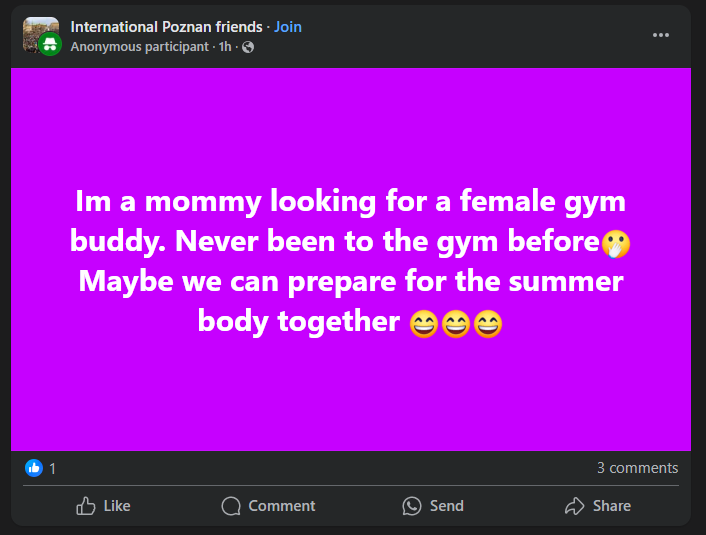 International Poznan friends · Join
Anonymous participant · 1h ·
Im a mommy looking for a female gym
buddy. Never been to the gym before🫢
Maybe we can prepare for the summer
body together 😄😄😄
1
3 comments
Like
Comment
Send
Share